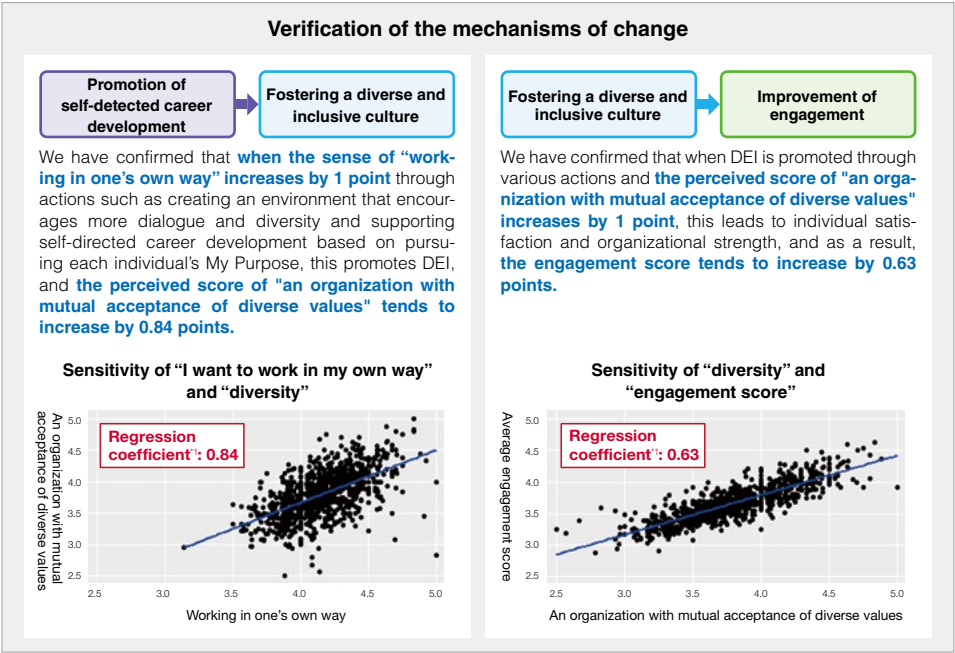 Verification of the mechanisms of change
Promotion of
self-detected career
development
Fostering a diverse and
inclusive culture
We have confirmed that when the sense of “work-
ing in one’s own way” increases by 1 point through
actions such as creating an environment that encour-
ages more dialogue and diversity and supporting
self-directed career development based on pursu-
ing each individual’s My Purpose, this promotes DEI,
and the perceived score of "an organization with
mutual acceptance of diverse values" tends to
increase by 0.84 points.
Sensitivity of “I want to work in my own way”
and “diversity”
An organization with mutual
acceptance of diverse values
5.0
4.5
4.0
3.5
3.0
2.5
Regression
coefficient*¹: 0.84
2.5 3.0 3.5 4.0 4.5 5.0
Working in one’s own way
Fostering a diverse and
inclusive culture
Improvement of
engagement
We have confirmed that when DEI is promoted through
various actions and the perceived score of "an orga-
nization with mutual acceptance of diverse values"
increases by 1 point, this leads to individual satis-
faction and organizational strength, and as a result,
the engagement score tends to increase by 0.63
points.
Sensitivity of “diversity” and
“engagement score”
Average engagement score
5.0
4.5
4.0
3.5
3.0
2.5
Regression
coefficient*¹: 0.63
2.5 3.0 3.5 4.0 4.5 5.0
An organization with mutual acceptance of diverse values